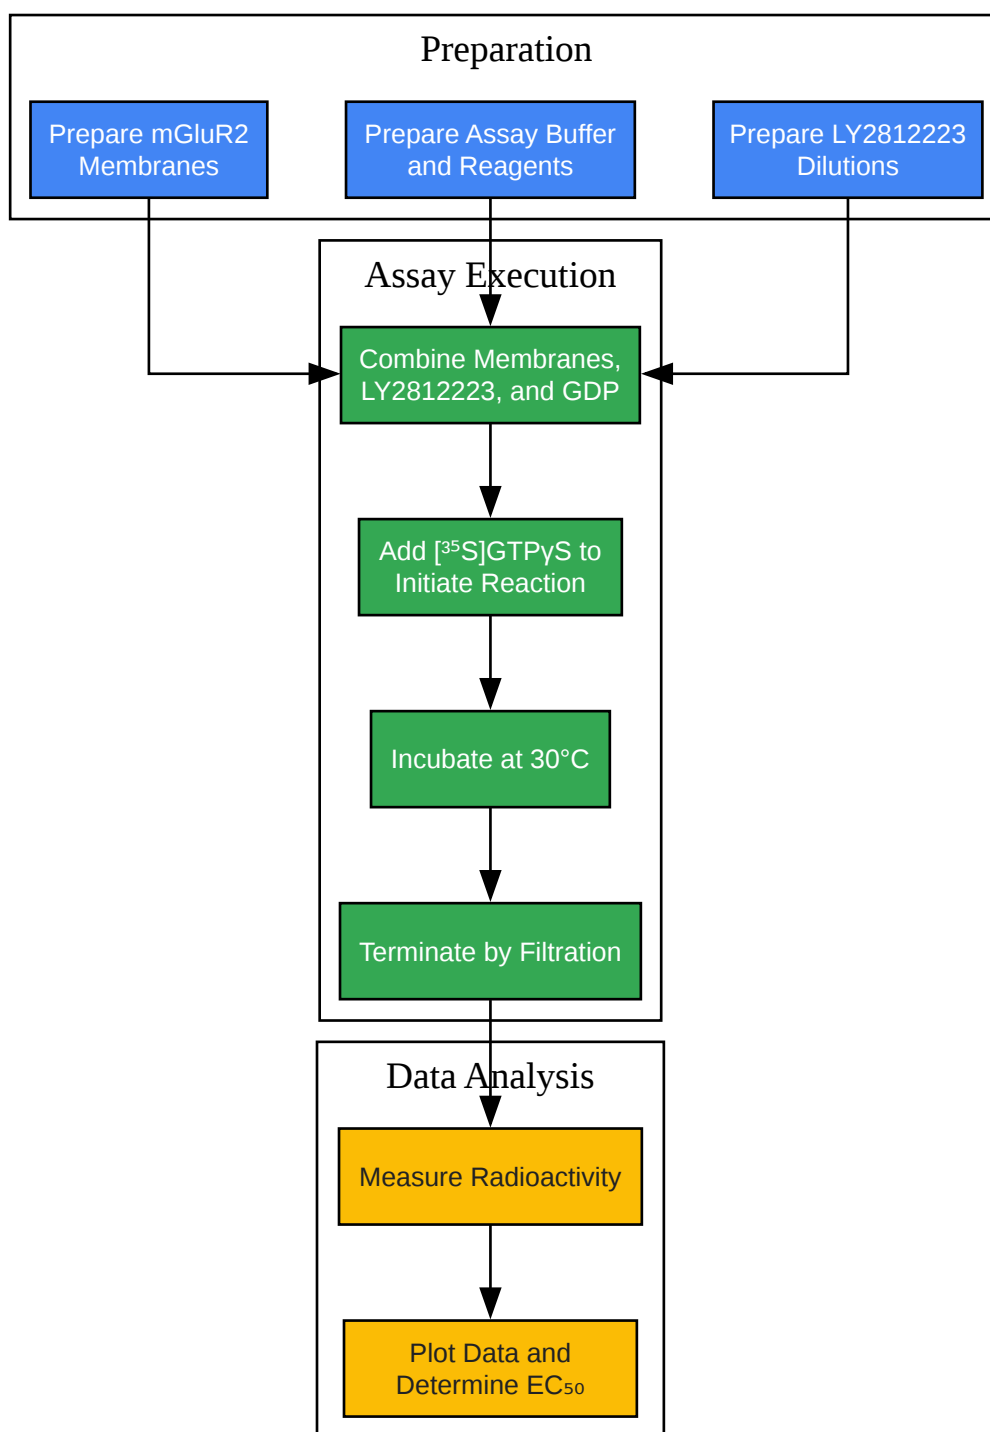 Preparation
Prepare mGluR2
Membranes
Prepare Assay Buffer
and Reagents
Prepare LY2812223
Dilutions
Assay Execution
Combine Membranes,
LY2812223, and GDP
Add [³⁵S]GTPγS to
Initiate Reaction
Incubate at 30°C
Terminate by Filtration
Data Analysis
Measure Radioactivity
Plot Data and
Determine EC₅₀